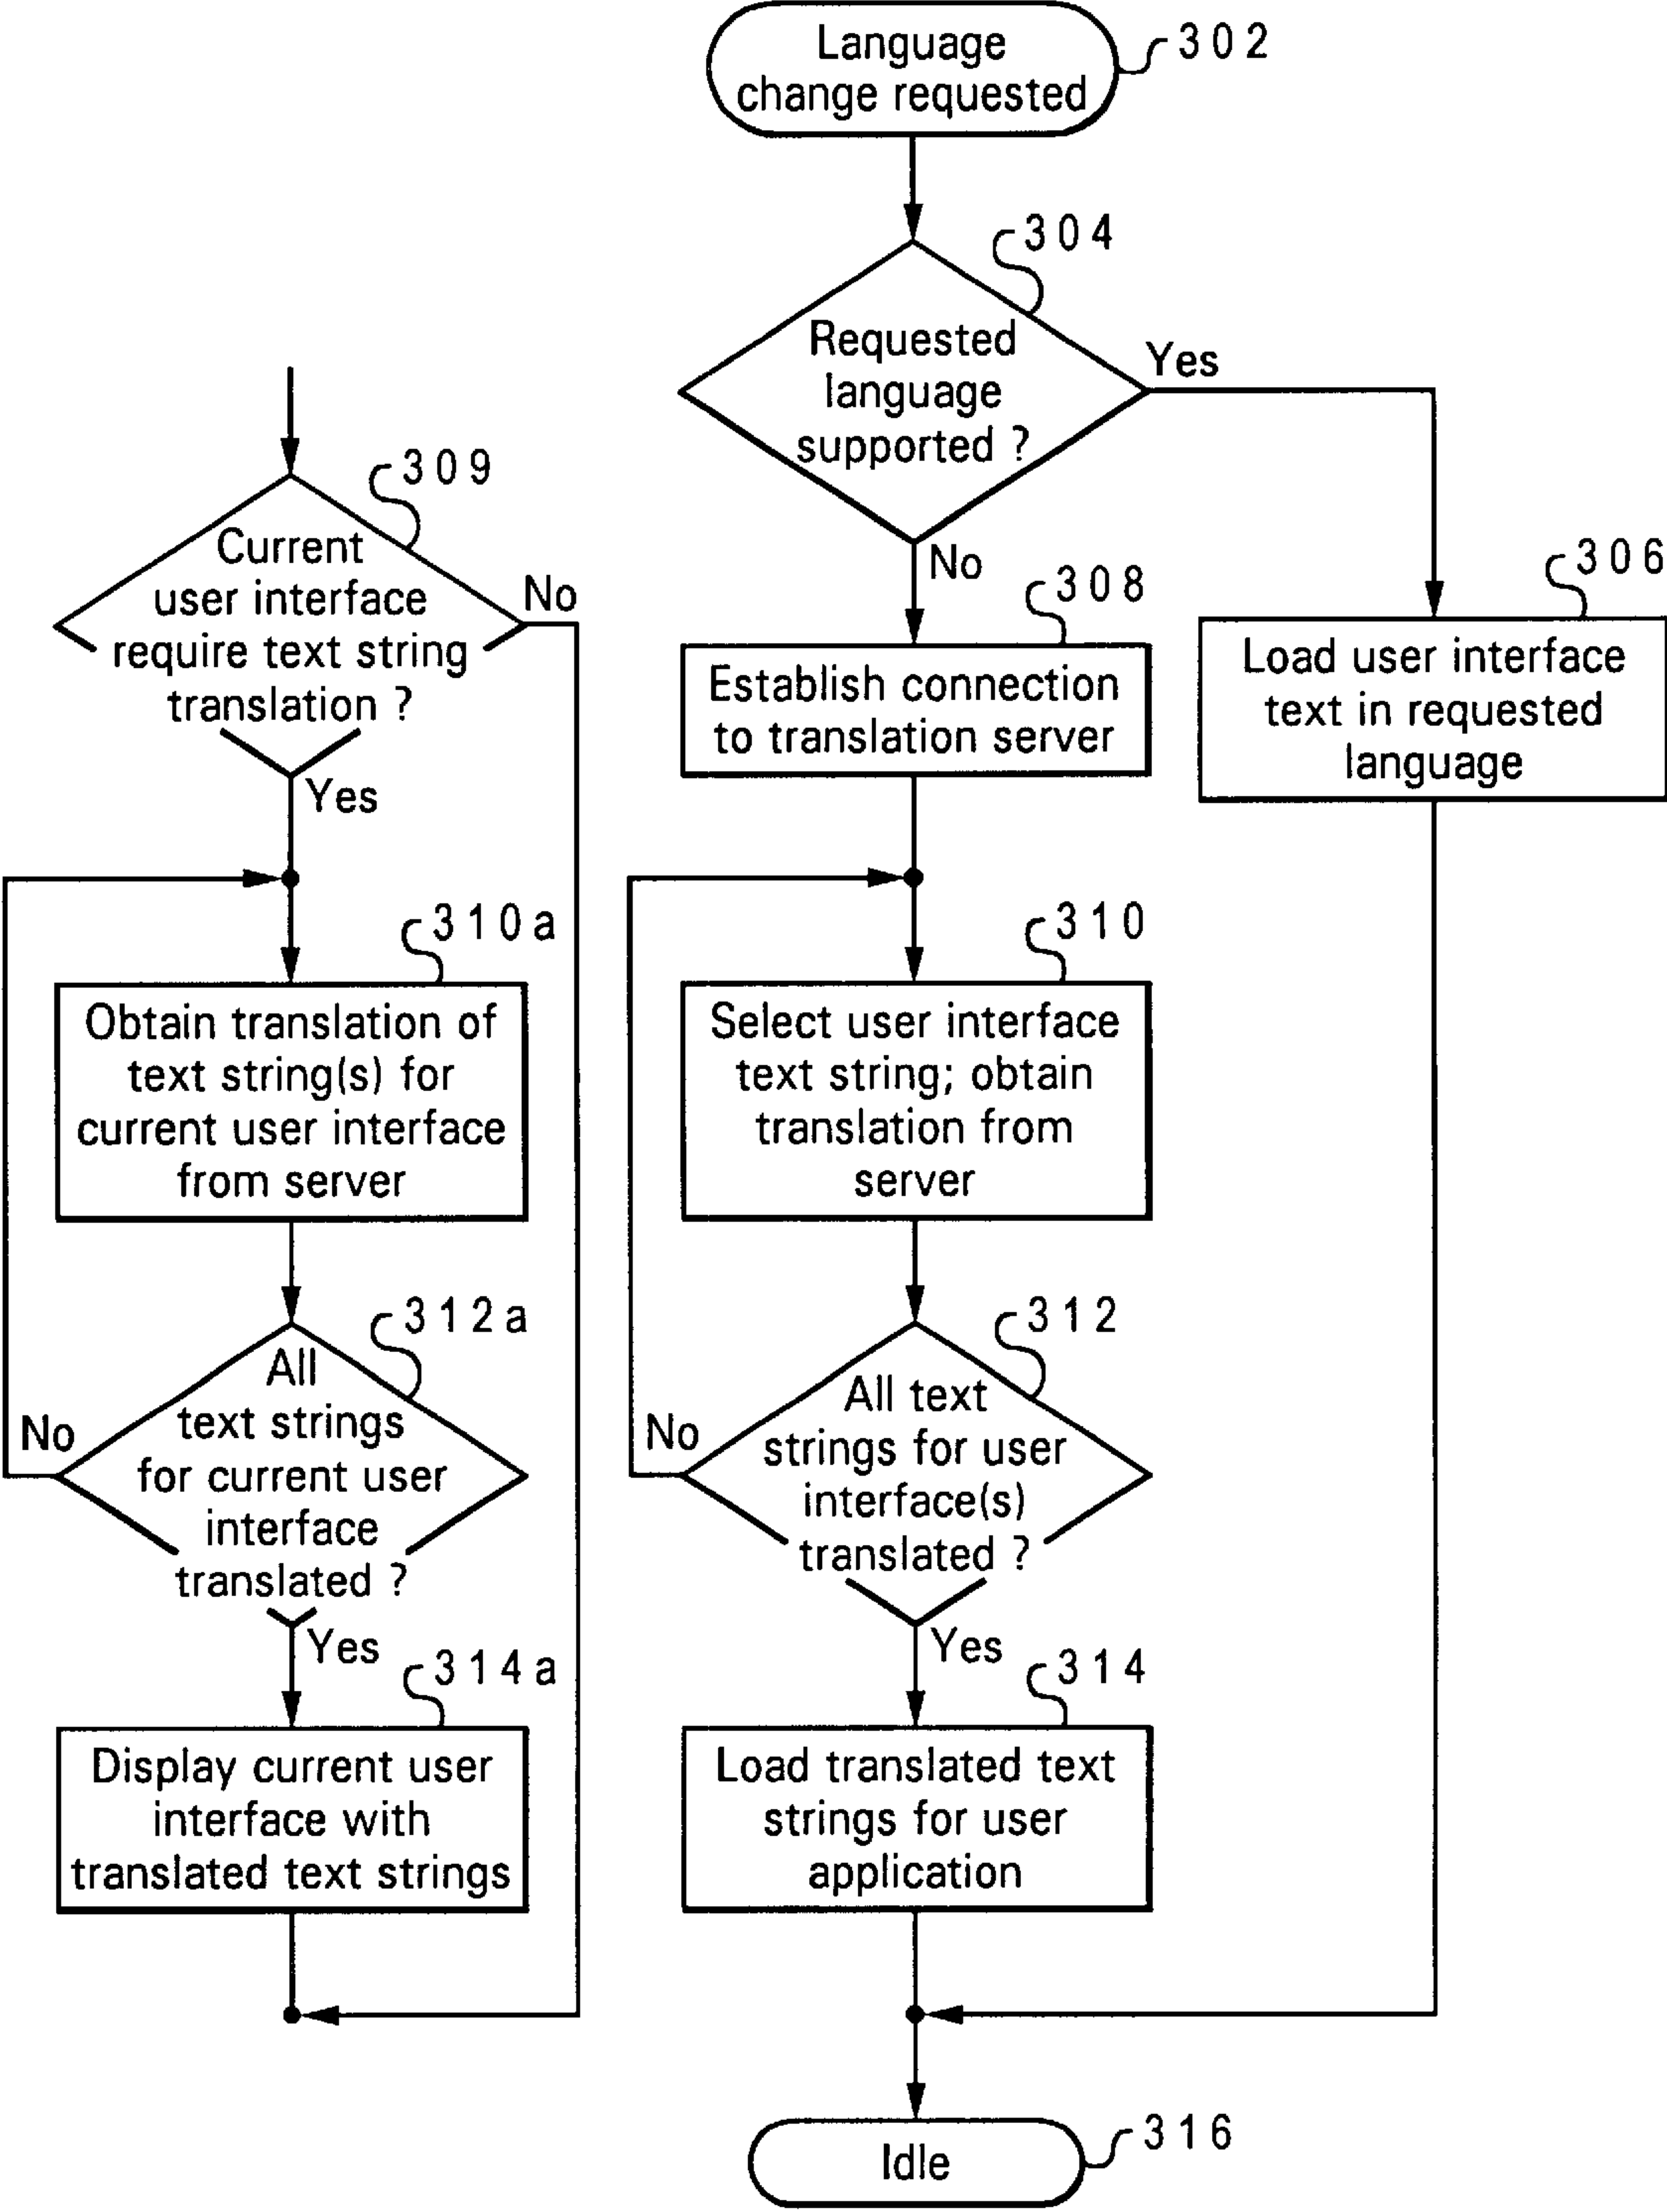 Language
change requested
302
304
Requested
language
supported ?
Yes
No
306
Load user interface
text in requested
language
308
Establish connection
to translation server
310
Select user interface
text string; obtain
translation from
server
312
All text
strings for user
interface(s)
translated ?
No
Yes
314
Load translated text
strings for user
application
Idle
316
309
Current
user interface
require text string
translation ?
No
Yes
310a
Obtain translation of
text string(s) for
current user interface
from server
312a
All
text strings
for current user
interface
translated ?
No
Yes
314a
Display current user
interface with
translated text strings